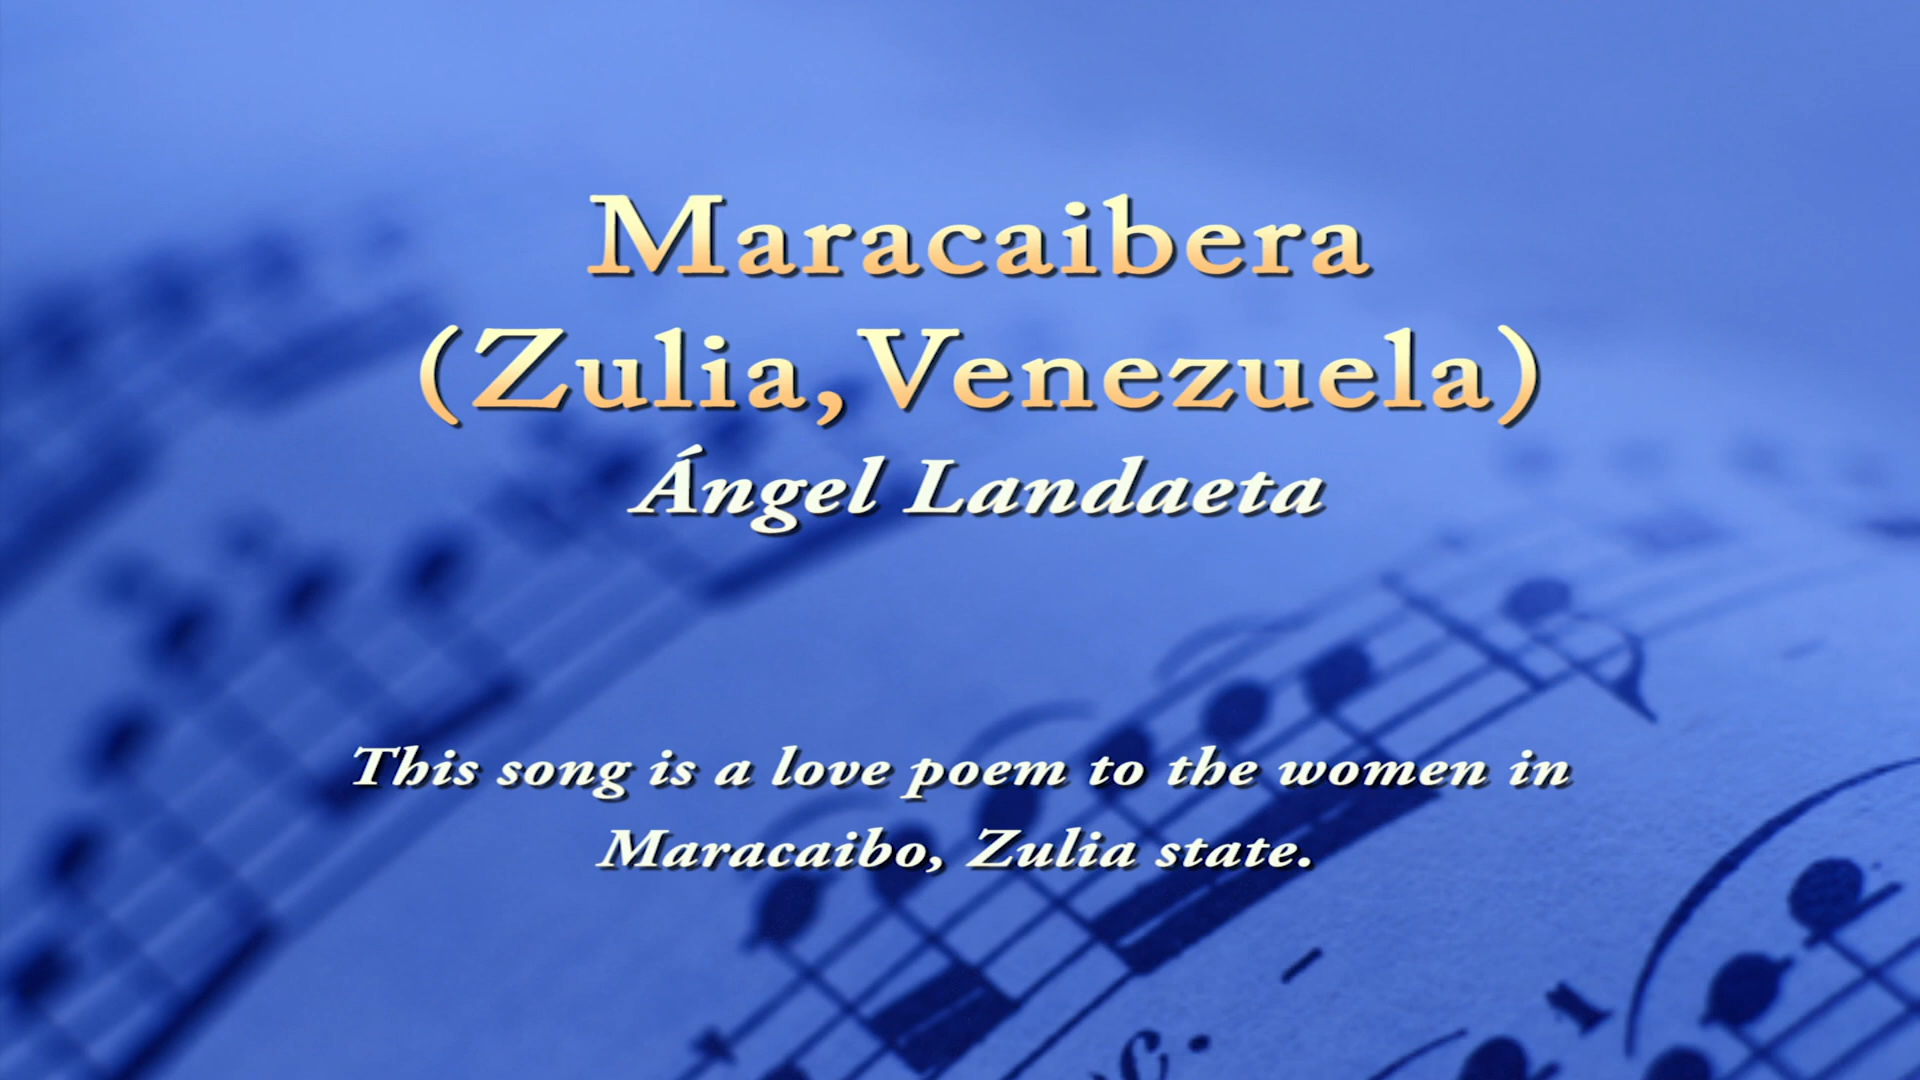 Maracaibera
(Zulia, Venezuela)
Ángel Landaeta
This song is a love poem to the women in
Maracaibo, Zulia state.